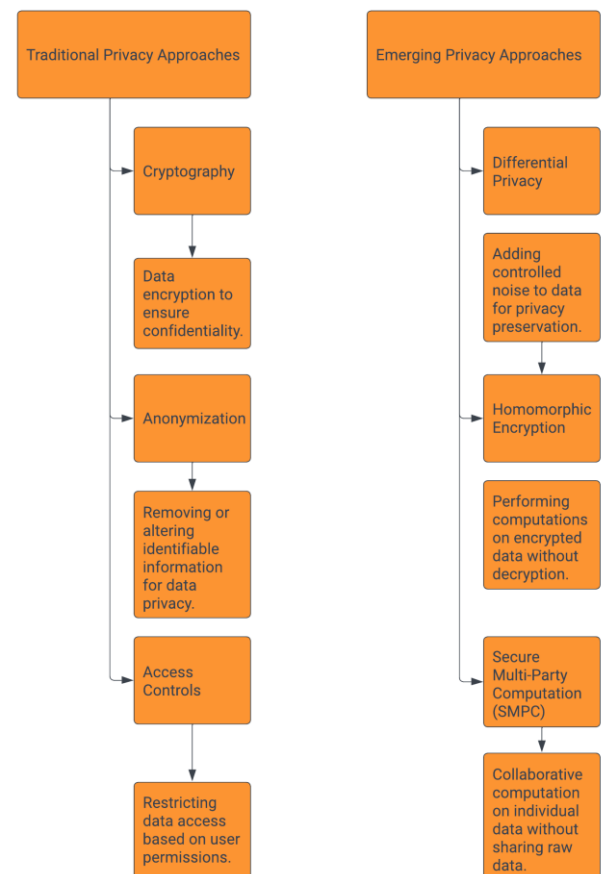 Traditional Privacy Approaches
Cryptography
Data
encryption to
ensure
confidentiality.
Anonymization
Removing or
altering
identifiable
information
for data
privacy.
Access
Controls
Restricting
data access
based on user
permissions.
Emerging Privacy Approaches
Differential
Privacy
Adding
controlled
noise to data
for privacy
preservation.
Homomorphic
Encryption
Performing
computations
on encrypted
data without
decryption.
Secure
Multi-Party
Computation
(SMPC)
Collaborative
computation
on individual
data without
sharing raw
data.